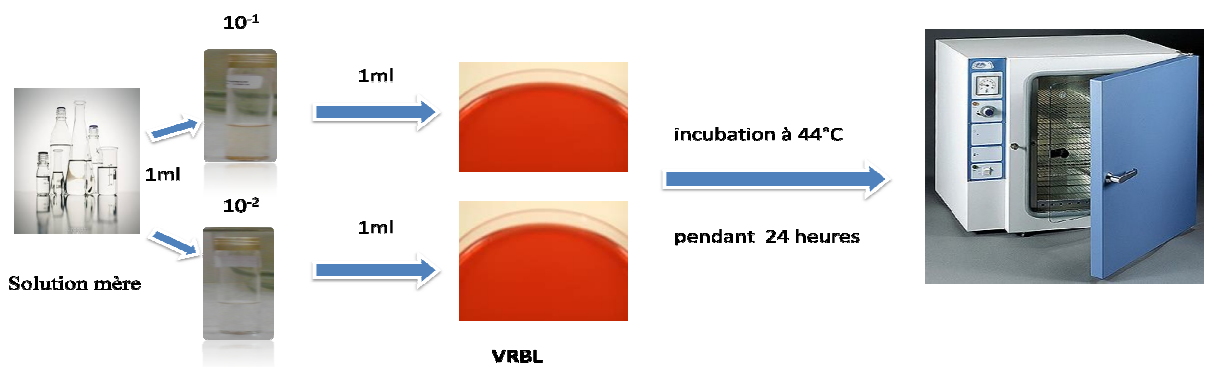 10-1
1ml
1ml
incubation à 44°C
10-2
1ml
pendant 24 heures
Solution mère
VRBL